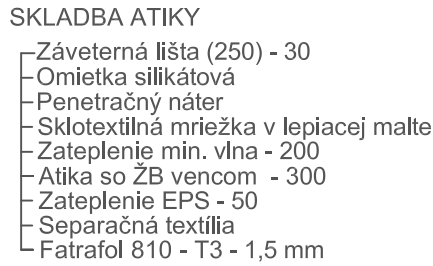 SKLADBA ATIKY
Záveterná lišta (250) - 30
Omietka silikátová
Penetračný náter
Sklotextilná mriežka v lepiacej malte
Zateplenie min. vlna - 200
Atika so ŽB vencom - 300
Zateplenie EPS - 50
Separačná textília
Fatrafol 810 - T3 - 1,5 mm